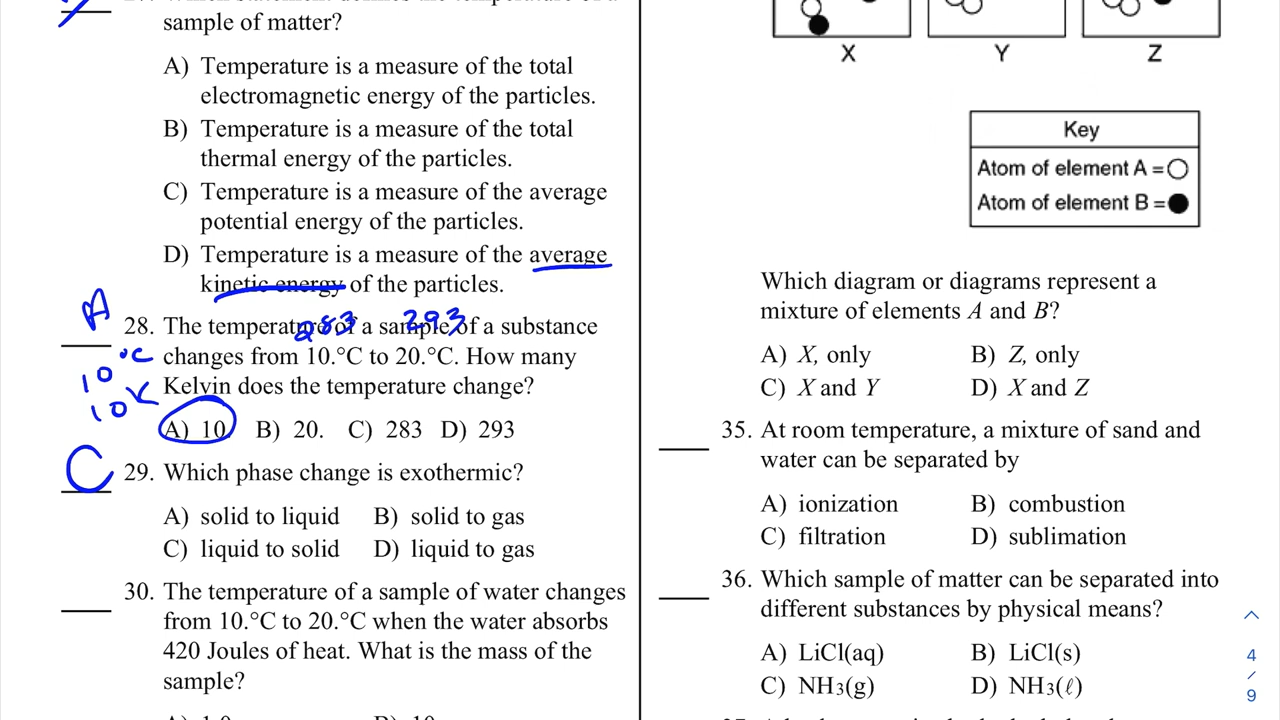 sample of matter?
A) Temperature is a measure of the total
electromagnetic energy of the particles.
B) Temperature is a measure of the total
thermal energy of the particles.
C) Temperature is a measure of the average
potential energy of the particles.
D) Temperature is a measure of the average
kinetic energy of the particles.
A
283 293
28. The temperature of a sample of a substance
changes from 10.°C to 20.°C. How many
Kelvin does the temperature change?
10 °C
10 K
A) 10. B) 20. C) 283 D) 293
C
29. Which phase change is exothermic?
A) solid to liquid B) solid to gas
C) liquid to solid D) liquid to gas
30. The temperature of a sample of water changes
from 10.°C to 20.°C when the water absorbs
420 Joules of heat. What is the mass of the
sample?
X Y Z
Key
Atom of element A =
Atom of element B =
Which diagram or diagrams represent a
mixture of elements A and B?
A) X, only B) Z, only
C) X and Y D) X and Z
35. At room temperature, a mixture of sand and
water can be separated by
A) ionization B) combustion
C) filtration D) sublimation
36. Which sample of matter can be separated into
different substances by physical means?
A) LiCl(aq) B) LiCl(s)
C) NH3(g) D) NH3(ℓ)
4
/
9